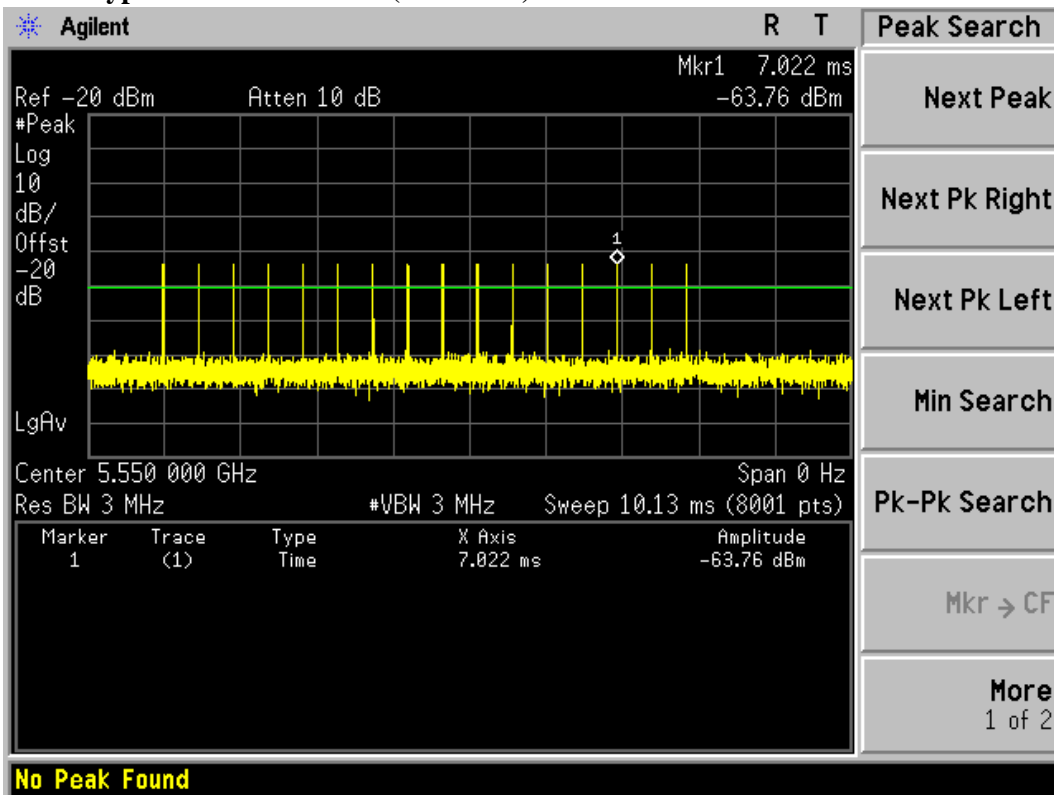 Agilent R T Peak Search
Mkr1 7.022 ms
Ref −20 dBm Atten 10 dB −63.76 dBm
#Peak
Log
10
dB/
Offst
−20
dB
1
LgAv
Center 5.550 000 GHz Span 0 Hz
Res BW 3 MHz #VBW 3 MHz Sweep 10.13 ms (8001 pts)
Marker Trace Type X Axis Amplitude
1 (1) Time 7.022 ms −63.76 dBm
Next Peak
Next Pk Right
Next Pk Left
Min Search
Pk−Pk Search
Mkr → CF
More
1 of 2
No Peak Found